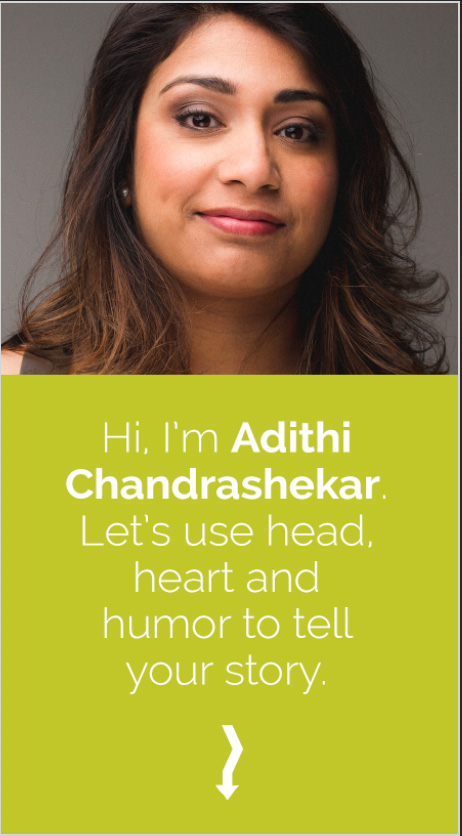 Hi, I'm Adithi
Chandrashekar.
Let's use head,
heart and
humor to tell
your story.